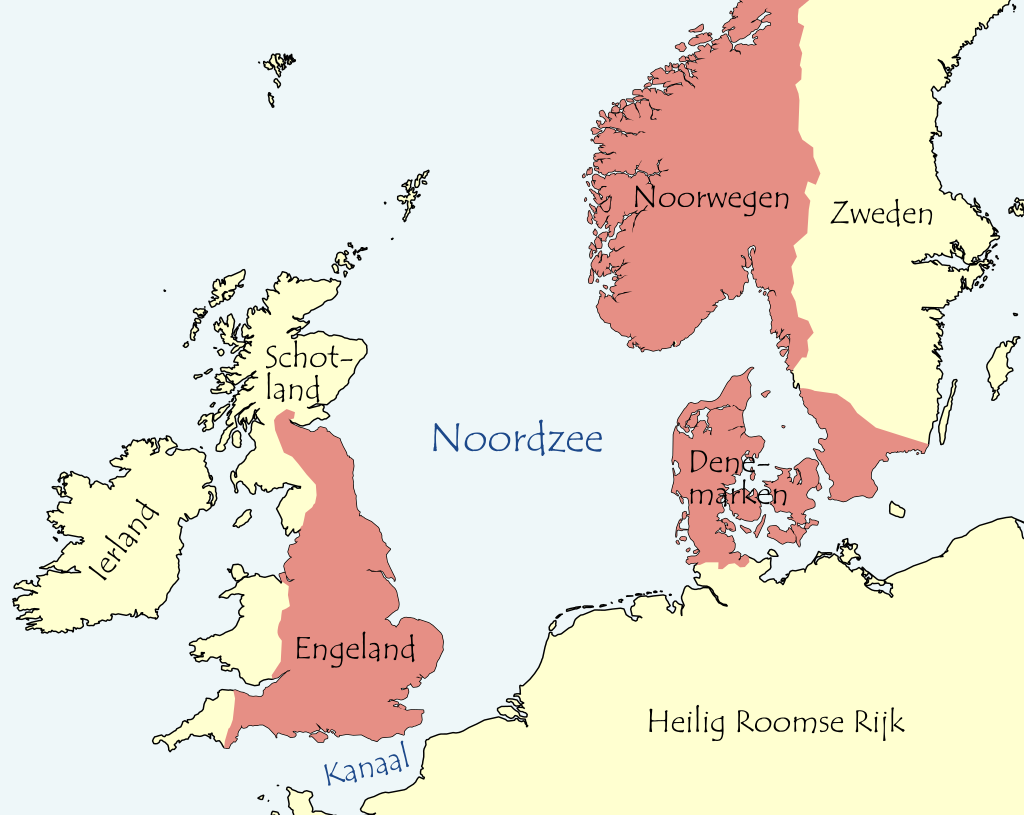 Noorwegen
Zweden
Schot-
land
Noordzee
Dene-
marken
Ierland
Engeland
Heilig Roomse Rijk
Kanaal